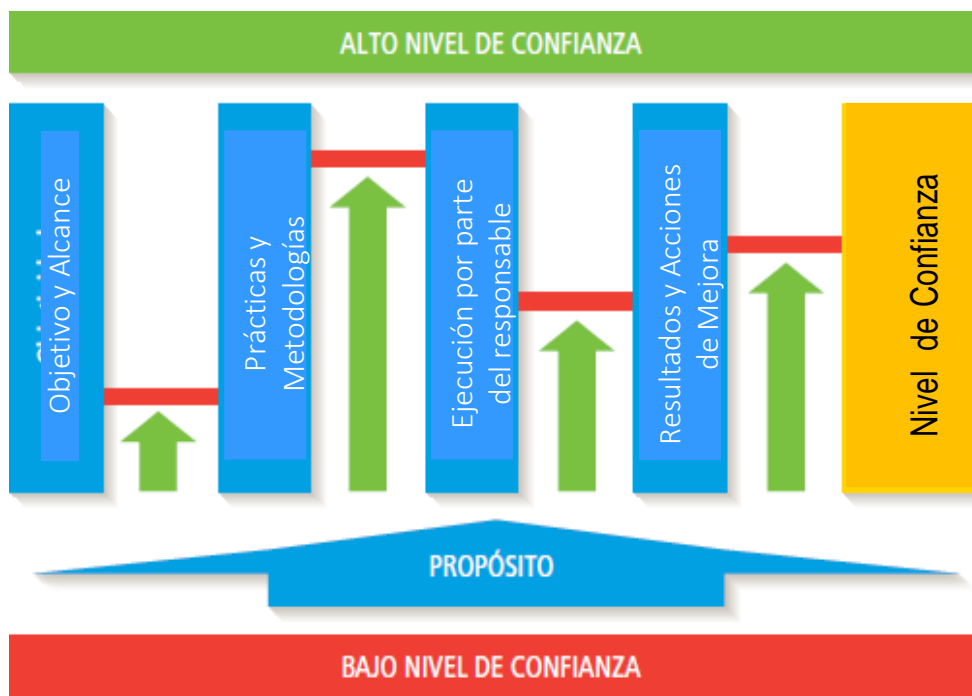 ALTO NIVEL DE CONFIANZA
Objetivo y Alcance
Prácticas y
Metodologías
Ejecución por parte
del responsable
Resultados y Acciones
de Mejora
Nivel de Confianza
PROPÓSITO
BAJO NIVEL DE CONFIANZA